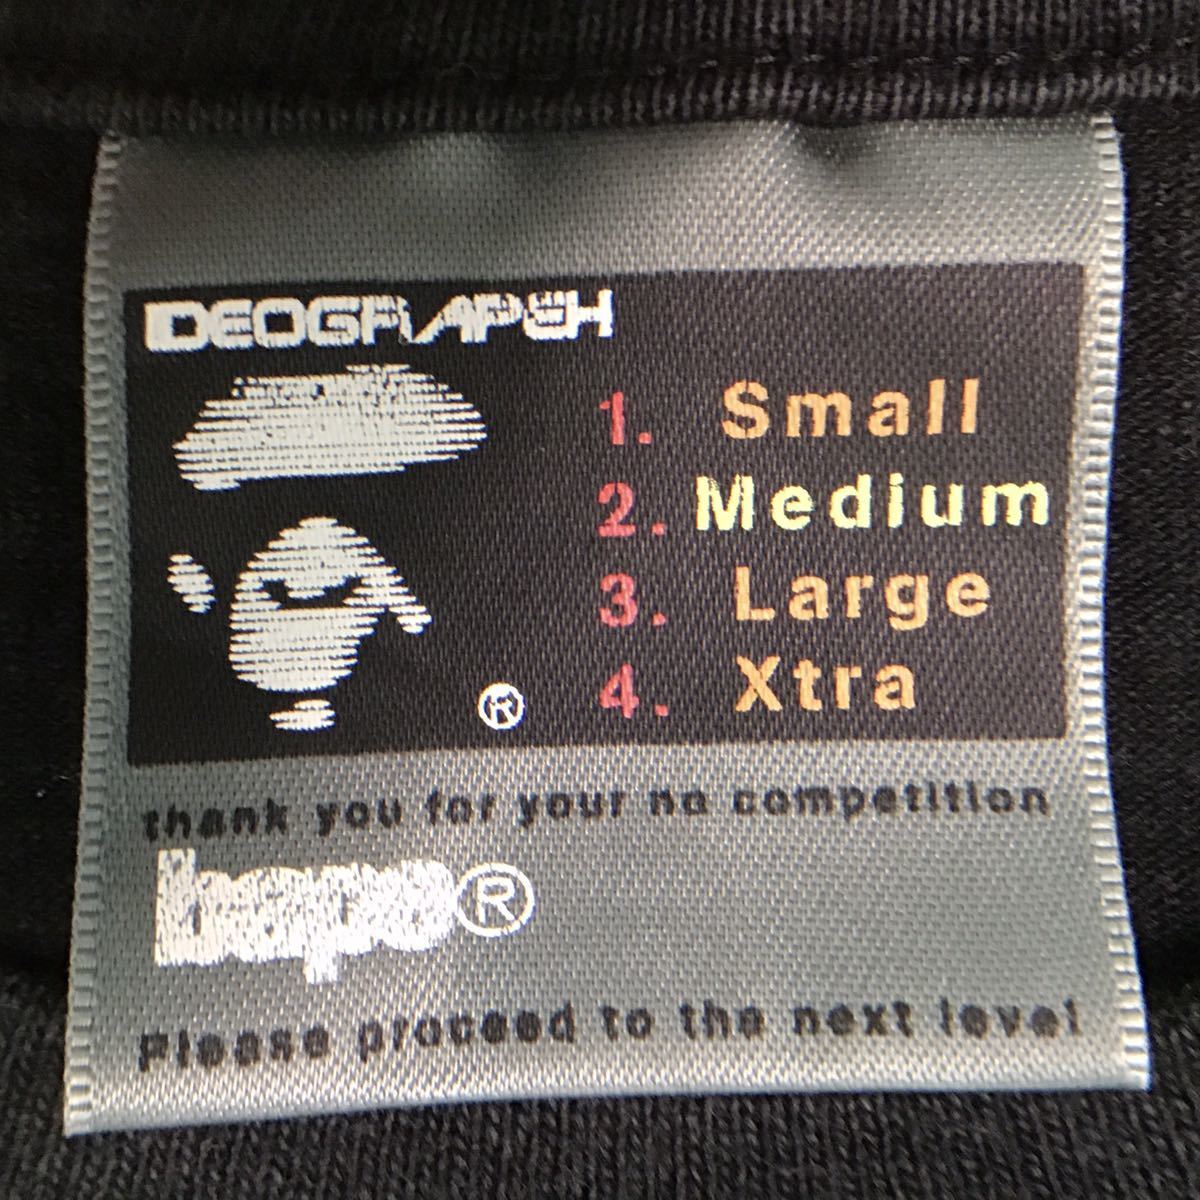 IDEOGRAPEH
1. Small
2. Medium
3. Large
4. Xtra
®
thank you for your no competition
bape®
Please proceed to the next level